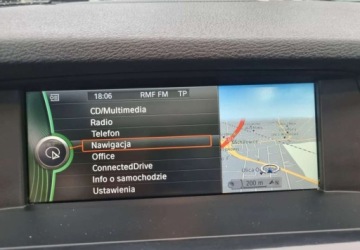 18:06 RMF FM TP
CD/Multimedia
Radio
Telefon
Nawigacja
Office
ConnectedDrive
Info o samochodzie
Ustawienia
200 m